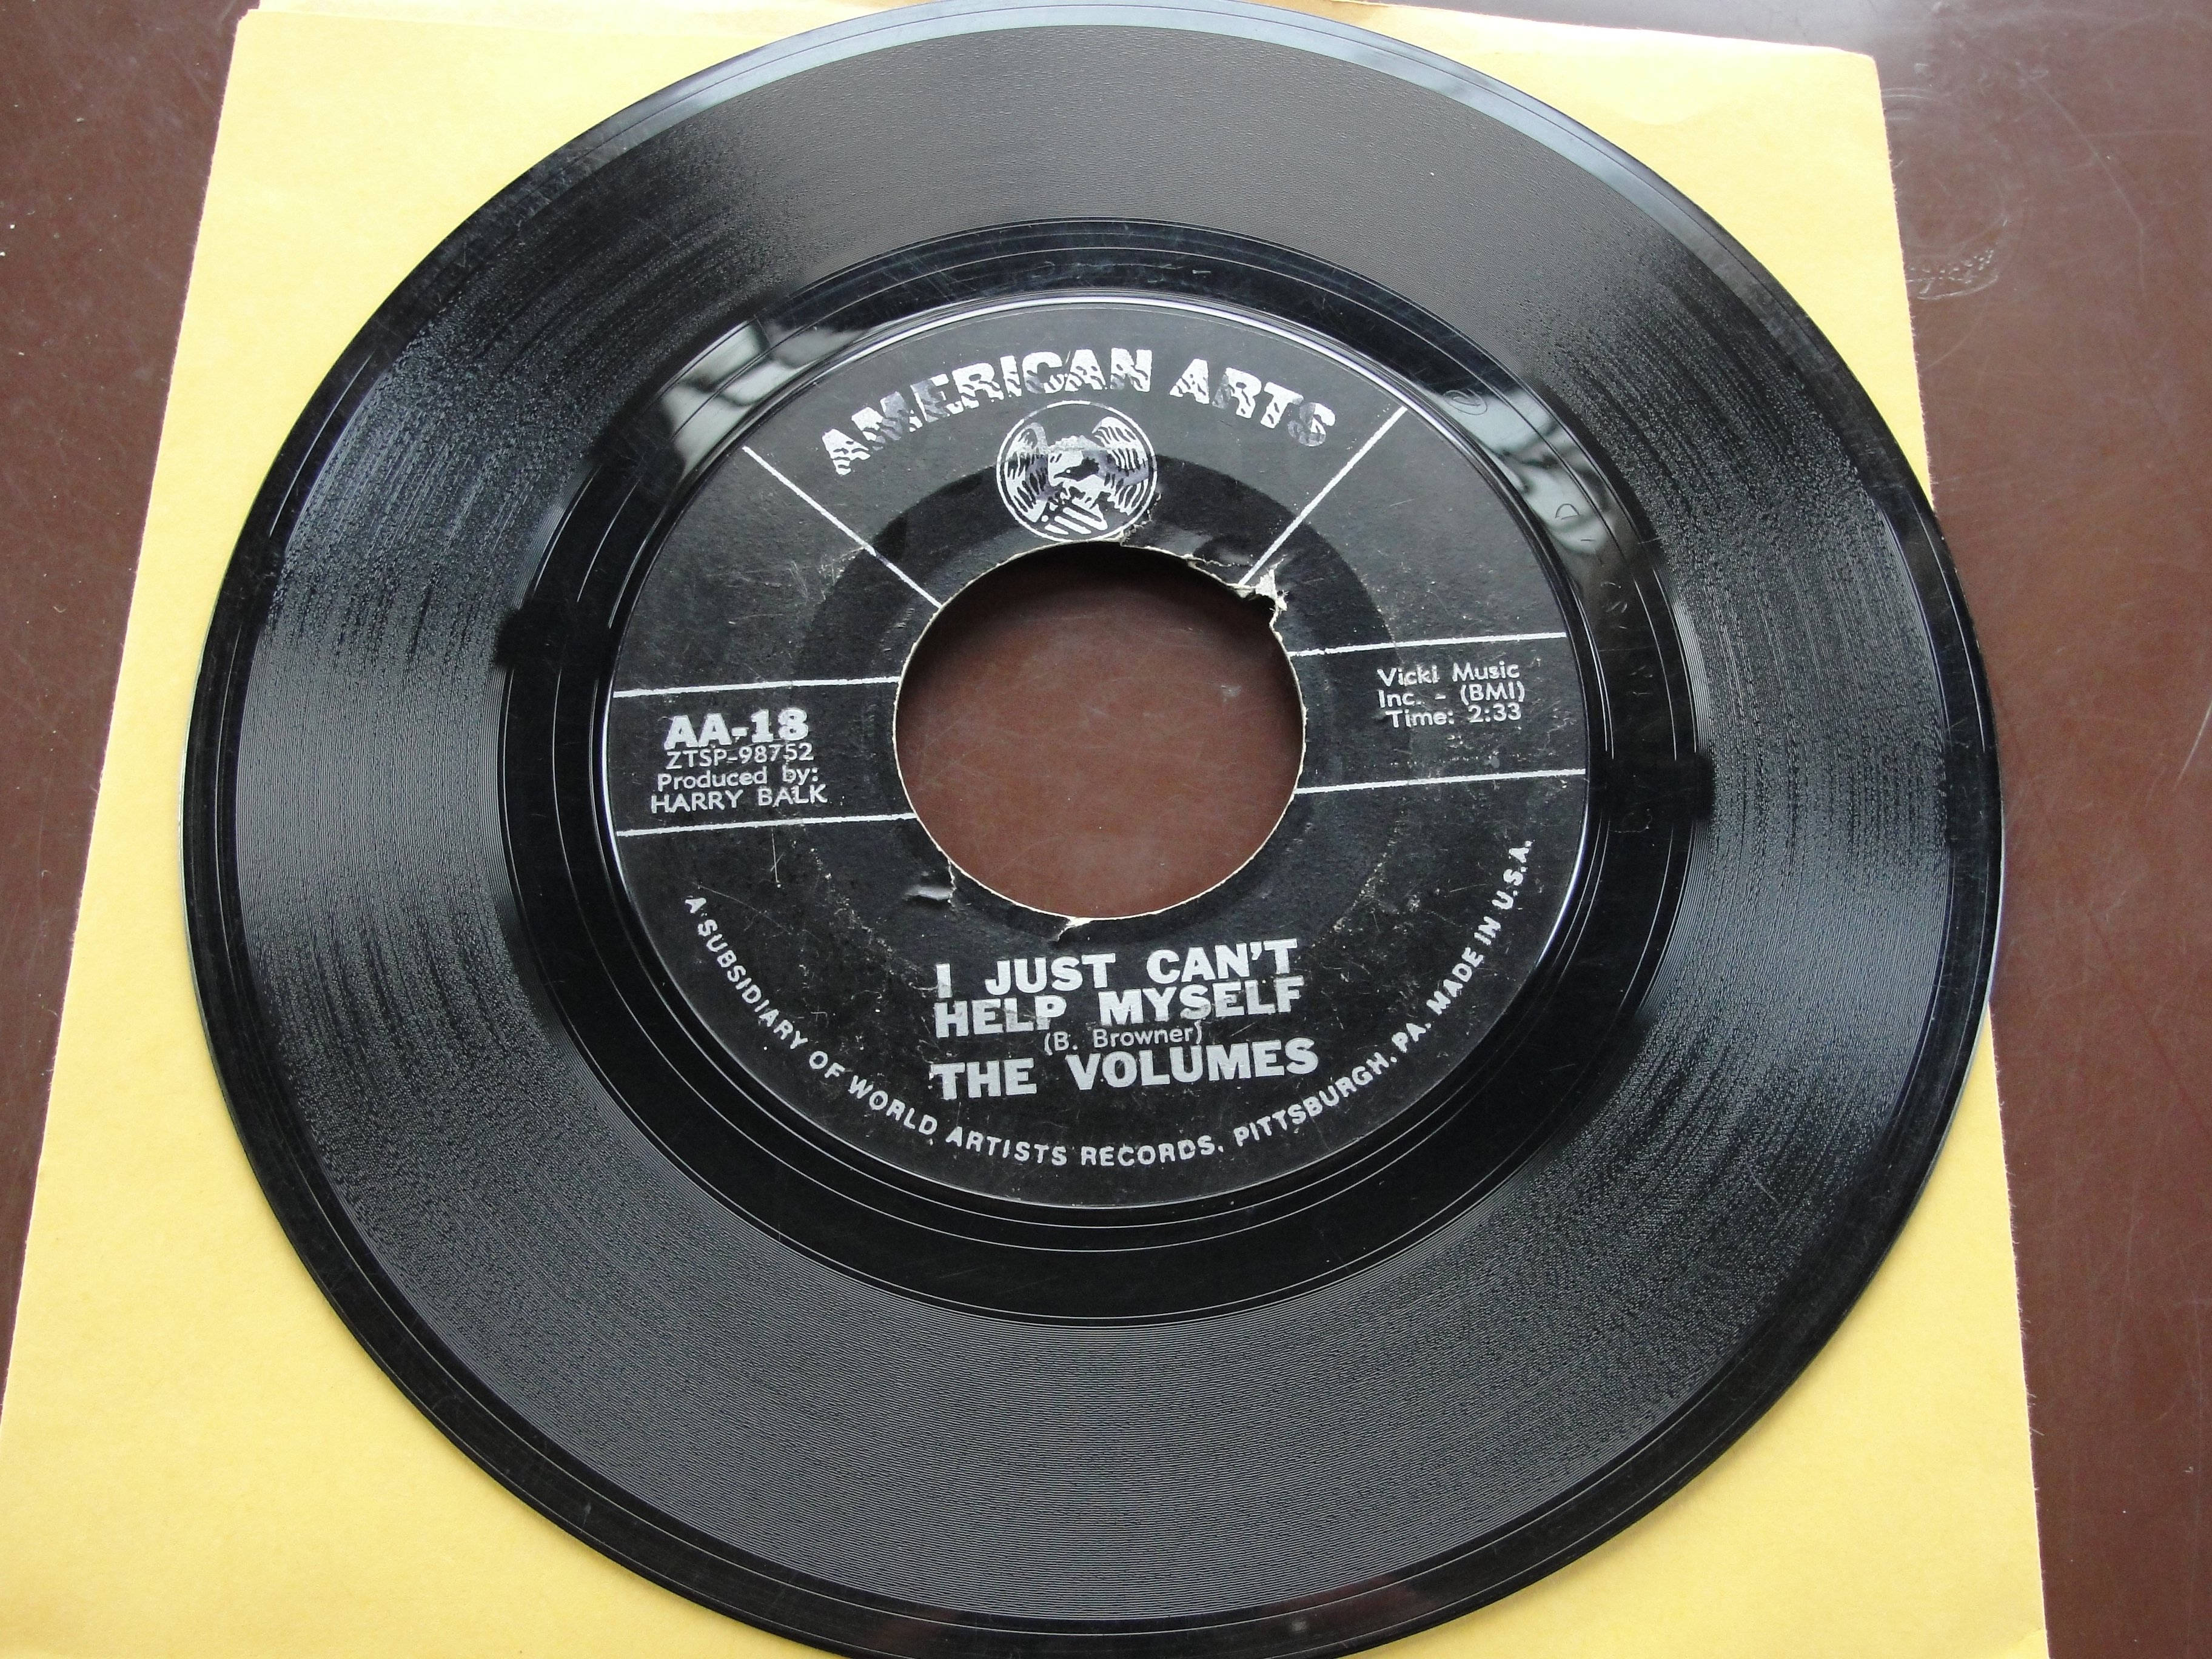 AMERICAN ARTS
AA-18
ZTSP-98752
Produced by:
HARRY BALK
Vicki Music
Inc. - (BMI)
Time: 2:33
I JUST CAN'T
HELP MYSELF
(B. Browner)
THE VOLUMES
A SUBSIDIARY OF WORLD ARTISTS RECORDS, PITTSBURGH, PA. MADE IN U.S.A.